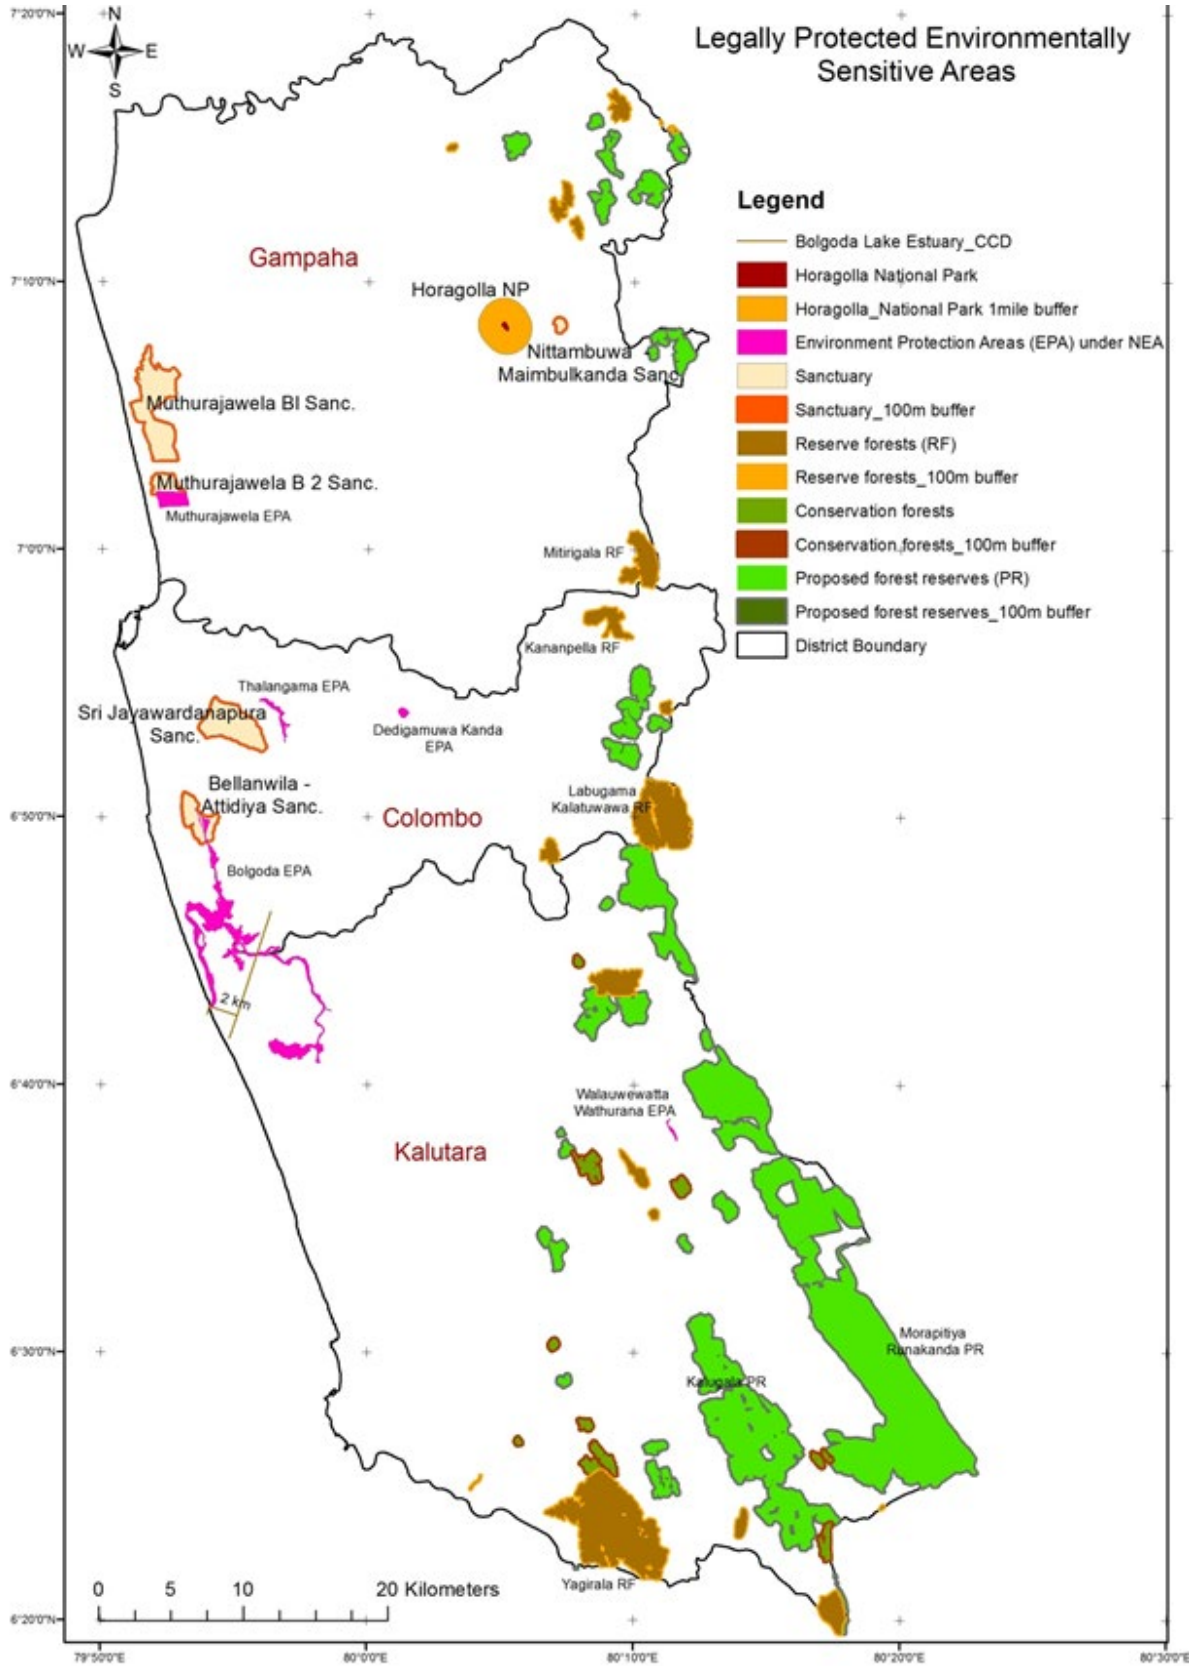 7°20'0"N
N
W E
S
Legally Protected Environmentally
Sensitive Areas
Legend
Bolgoda Lake Estuary_CCD
Horagolla National Park
Horagolla_National Park 1mile buffer
Environment Protection Areas (EPA) under NEA
Sanctuary
Sanctuary_100m buffer
Reserve forests (RF)
Reserve forests_100m buffer
Conservation forests
Conservation,forests_100m buffer
Proposed forest reserves (PR)
Proposed forest reserves_100m buffer
District Boundary
Gampaha
7°10'0"N
Horagolla NP
Nittambuwa
Maimbulkanda Sanc.
Muthurajawela BI Sanc.
Muthurajawela B 2 Sanc.
Muthurajawela EPA
7°0'0"N
Mitirigala RF
Kananpella RF
Thalangama EPA
Sri Jayawardanapura
Sanc.
Dedigamuwa Kanda
EPA
Bellanwila -
Attidiya Sanc.
Labugama
Kalatuwawa RF
6°50'0"N
Colombo
Bolgoda EPA
2 km
6°40'0"N
Walauwewatta
Wathurana EPA
Kalutara
6°30'0"N
Morapitiya
Runakanda PR
Kalugala PR
Yagirala RF
0 5 10 20 Kilometers
6°20'0"N
79°50'0"E 80°0'0"E 80°10'0"E 80°20'0"E 80°30'0"E